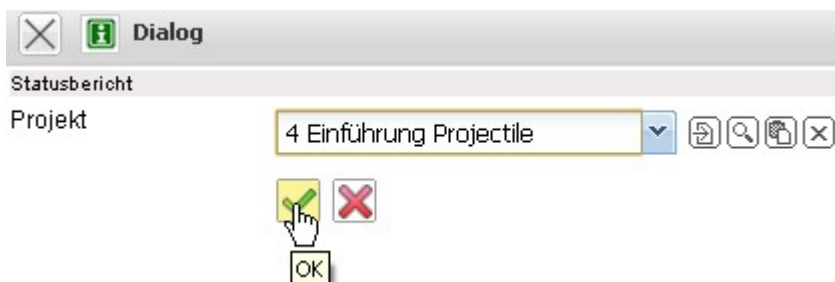 Dialog
Statusbericht
Projekt
4 Einführung Projectile
OK